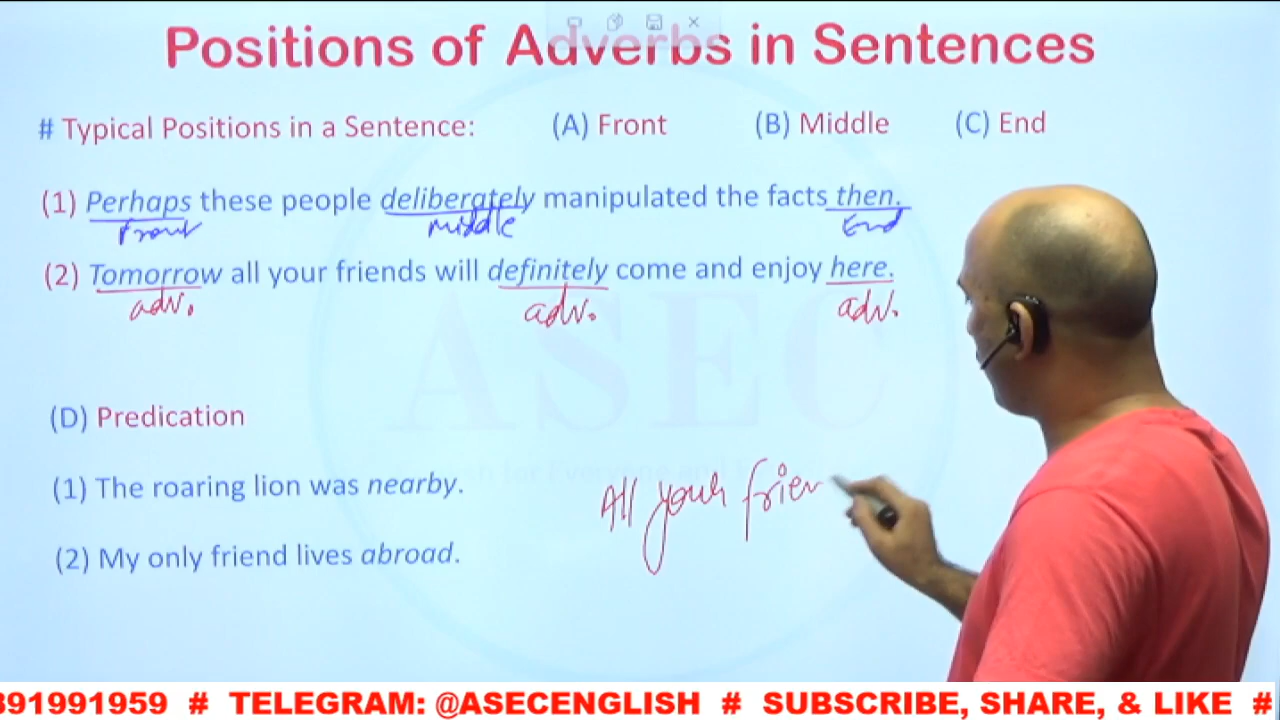 Positions of Adverbs in Sentences
# Typical Positions in a Sentence: (A) Front (B) Middle (C) End
(1) Perhaps these people deliberately manipulated the facts then.
Front Middle End
(2) Tomorrow all your friends will definitely come and enjoy here.
adv. adv. adv.
ASEC
(D) Predication
(1) The roaring lion was nearby.
All your frien
(2) My only friend lives abroad.
391991959 # TELEGRAM: @ASECENGLISH # SUBSCRIBE, SHARE, & LIKE #